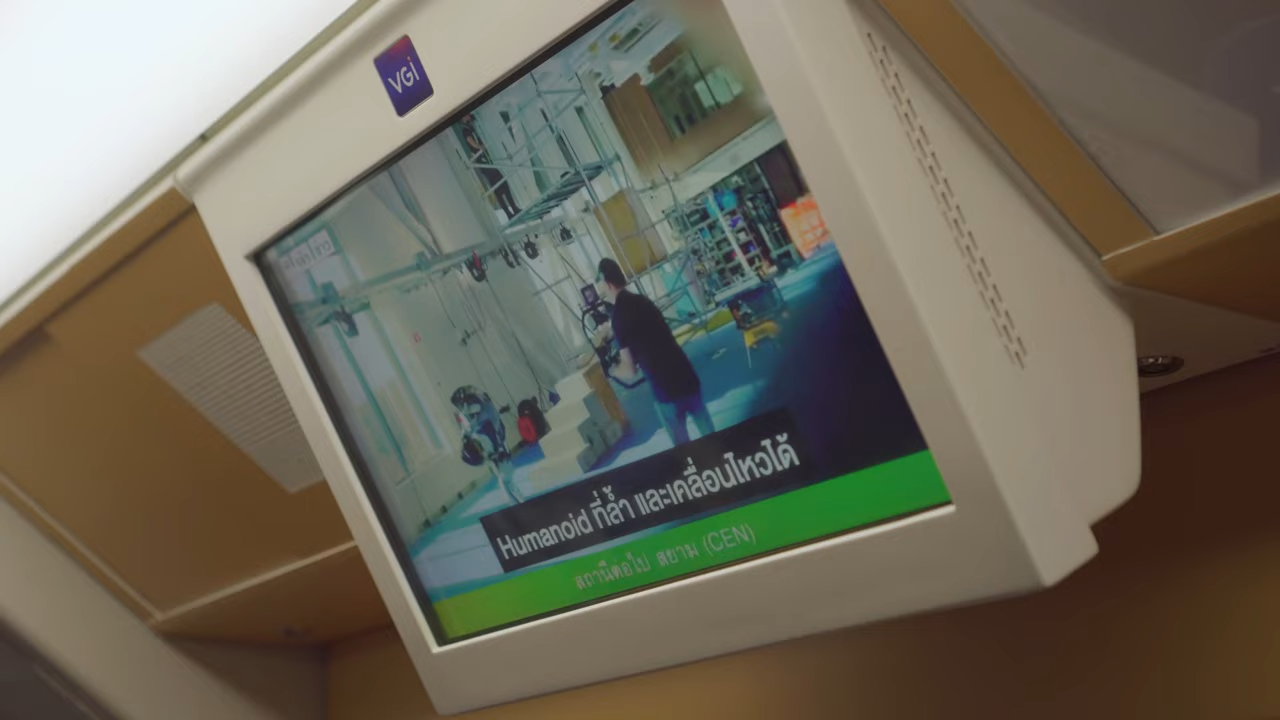 VGI
Humanoid ที่ล้ำ และเคลื่อนไหวได้
สถานีต่อไป สยาม (CEN)